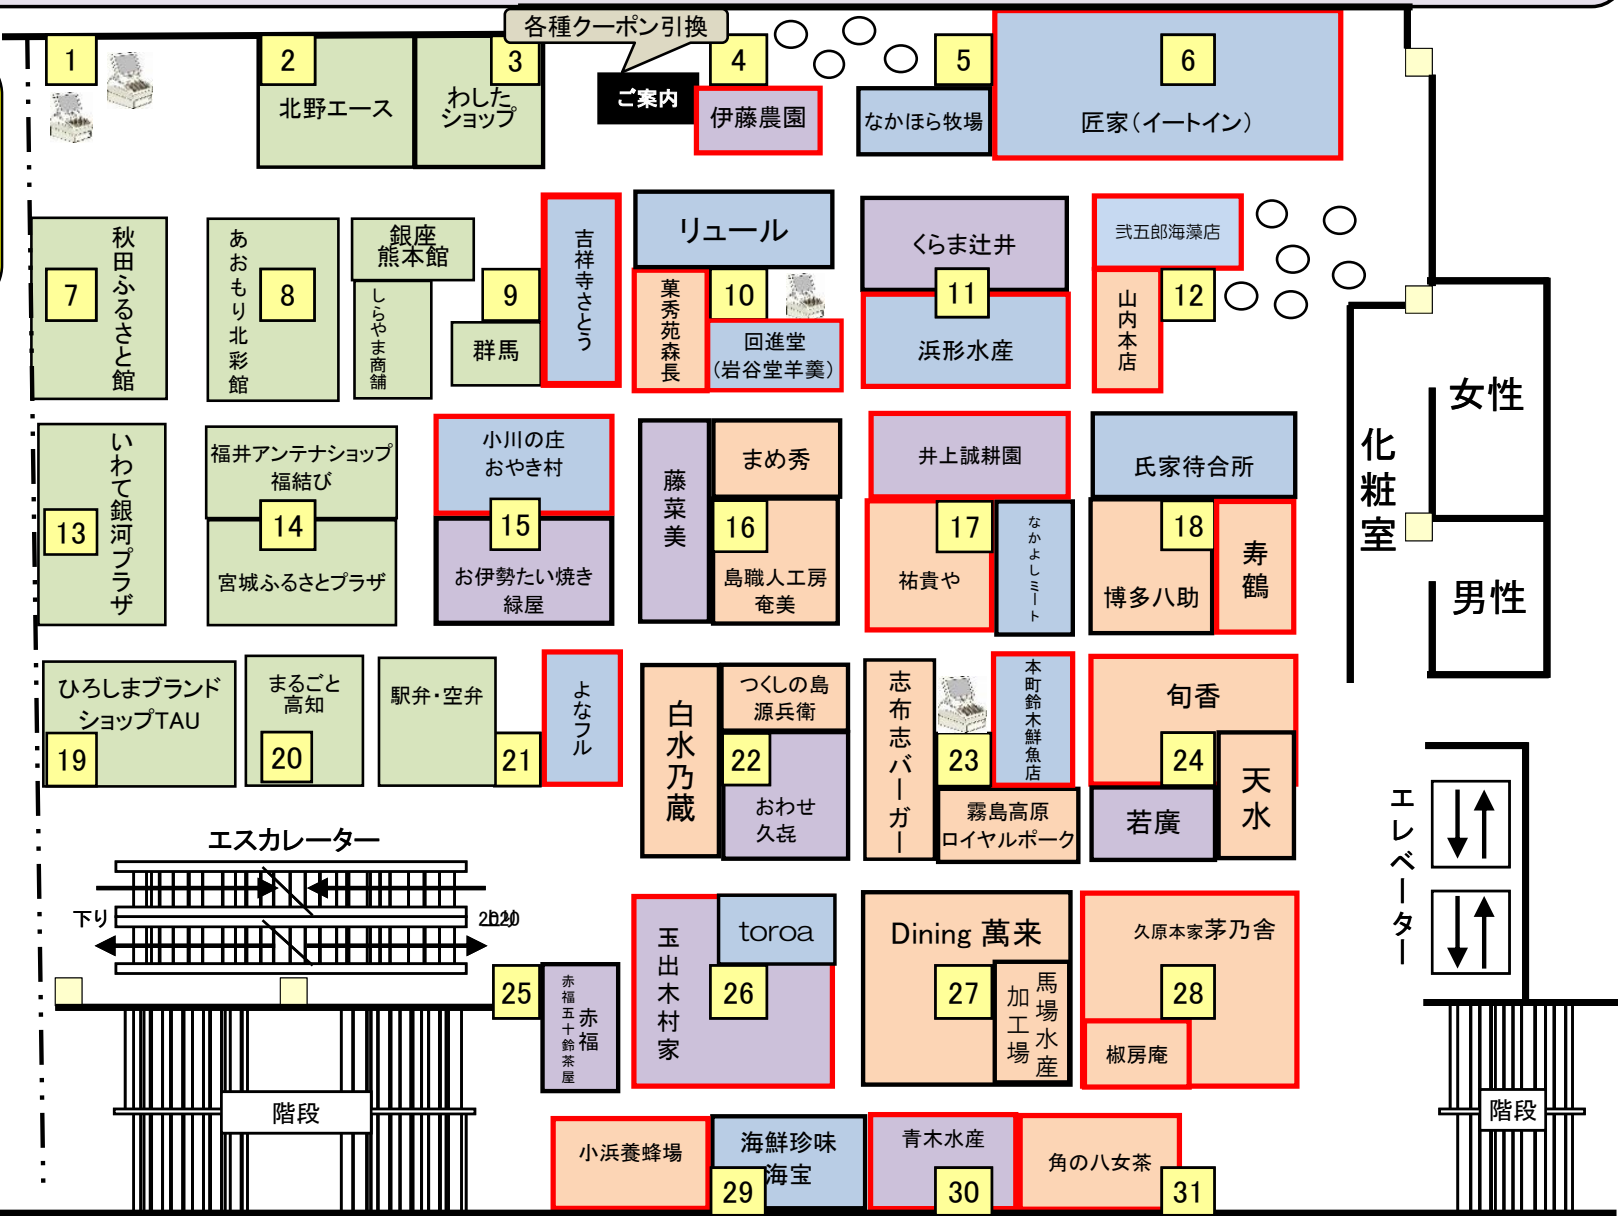 各種クーポン引換
1
2
3
4
5
6
北野エース
わした
ショップ
ご案内
伊藤農園
なかほら牧場
匠家（イートイン）
秋田ふるさと館
7
あおもり北彩館
8
銀座
熊本館
しらやま商舗
9
群馬
吉祥寺さとう
リュール
菓秀苑森長
10
回進堂
(岩谷堂羊羹)
くらま辻井
11
浜形水産
弐五郎海藻店
山内本店
12
いわて銀河プラザ
13
福井アンテナショップ
福結び
14
宮城ふるさとプラザ
小川の庄
おやき村
15
お伊勢たい焼き
緑屋
藤菜美
まめ秀
16
島職人工房
奄美
井上誠耕園
17
祐貴や
なかよしミート
氏家待合所
18
博多八助
寿鶴
化粧室
女性
男性
ひろしまブランド
ショップTAU
19
まるごと
高知
20
駅弁・空弁
21
よなフル
白水乃蔵
つくしの島
源兵衛
22
おわせ
久㐂
志布志バーガー
23
本町鈴木鮮魚店
霧島高原
ロイヤルポーク
旬香
24
若廣
天水
エレベーター
エスカレーター
下り
25
赤福五十鈴茶屋
赤福
玉出木村家
toroa
26
Dining 萬来
27
馬場水産
加工場
久原本家茅乃舎
28
椒房庵
階段
階段
小浜養蜂場
海鮮珍味
海宝
29
青木水産
30
角の八女茶
31